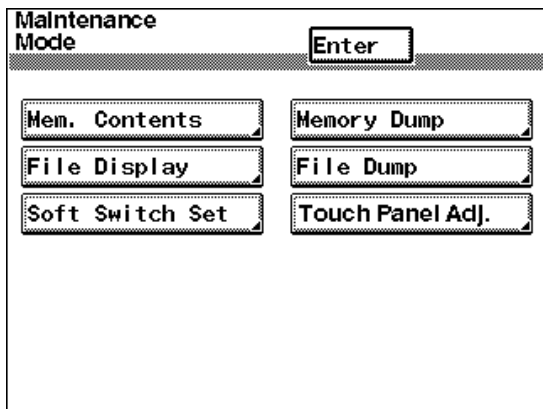 Maintenance
Mode
Enter
Mem. Contents
Memory Dump
File Display
File Dump
Soft Switch Set
Touch Panel Adj.